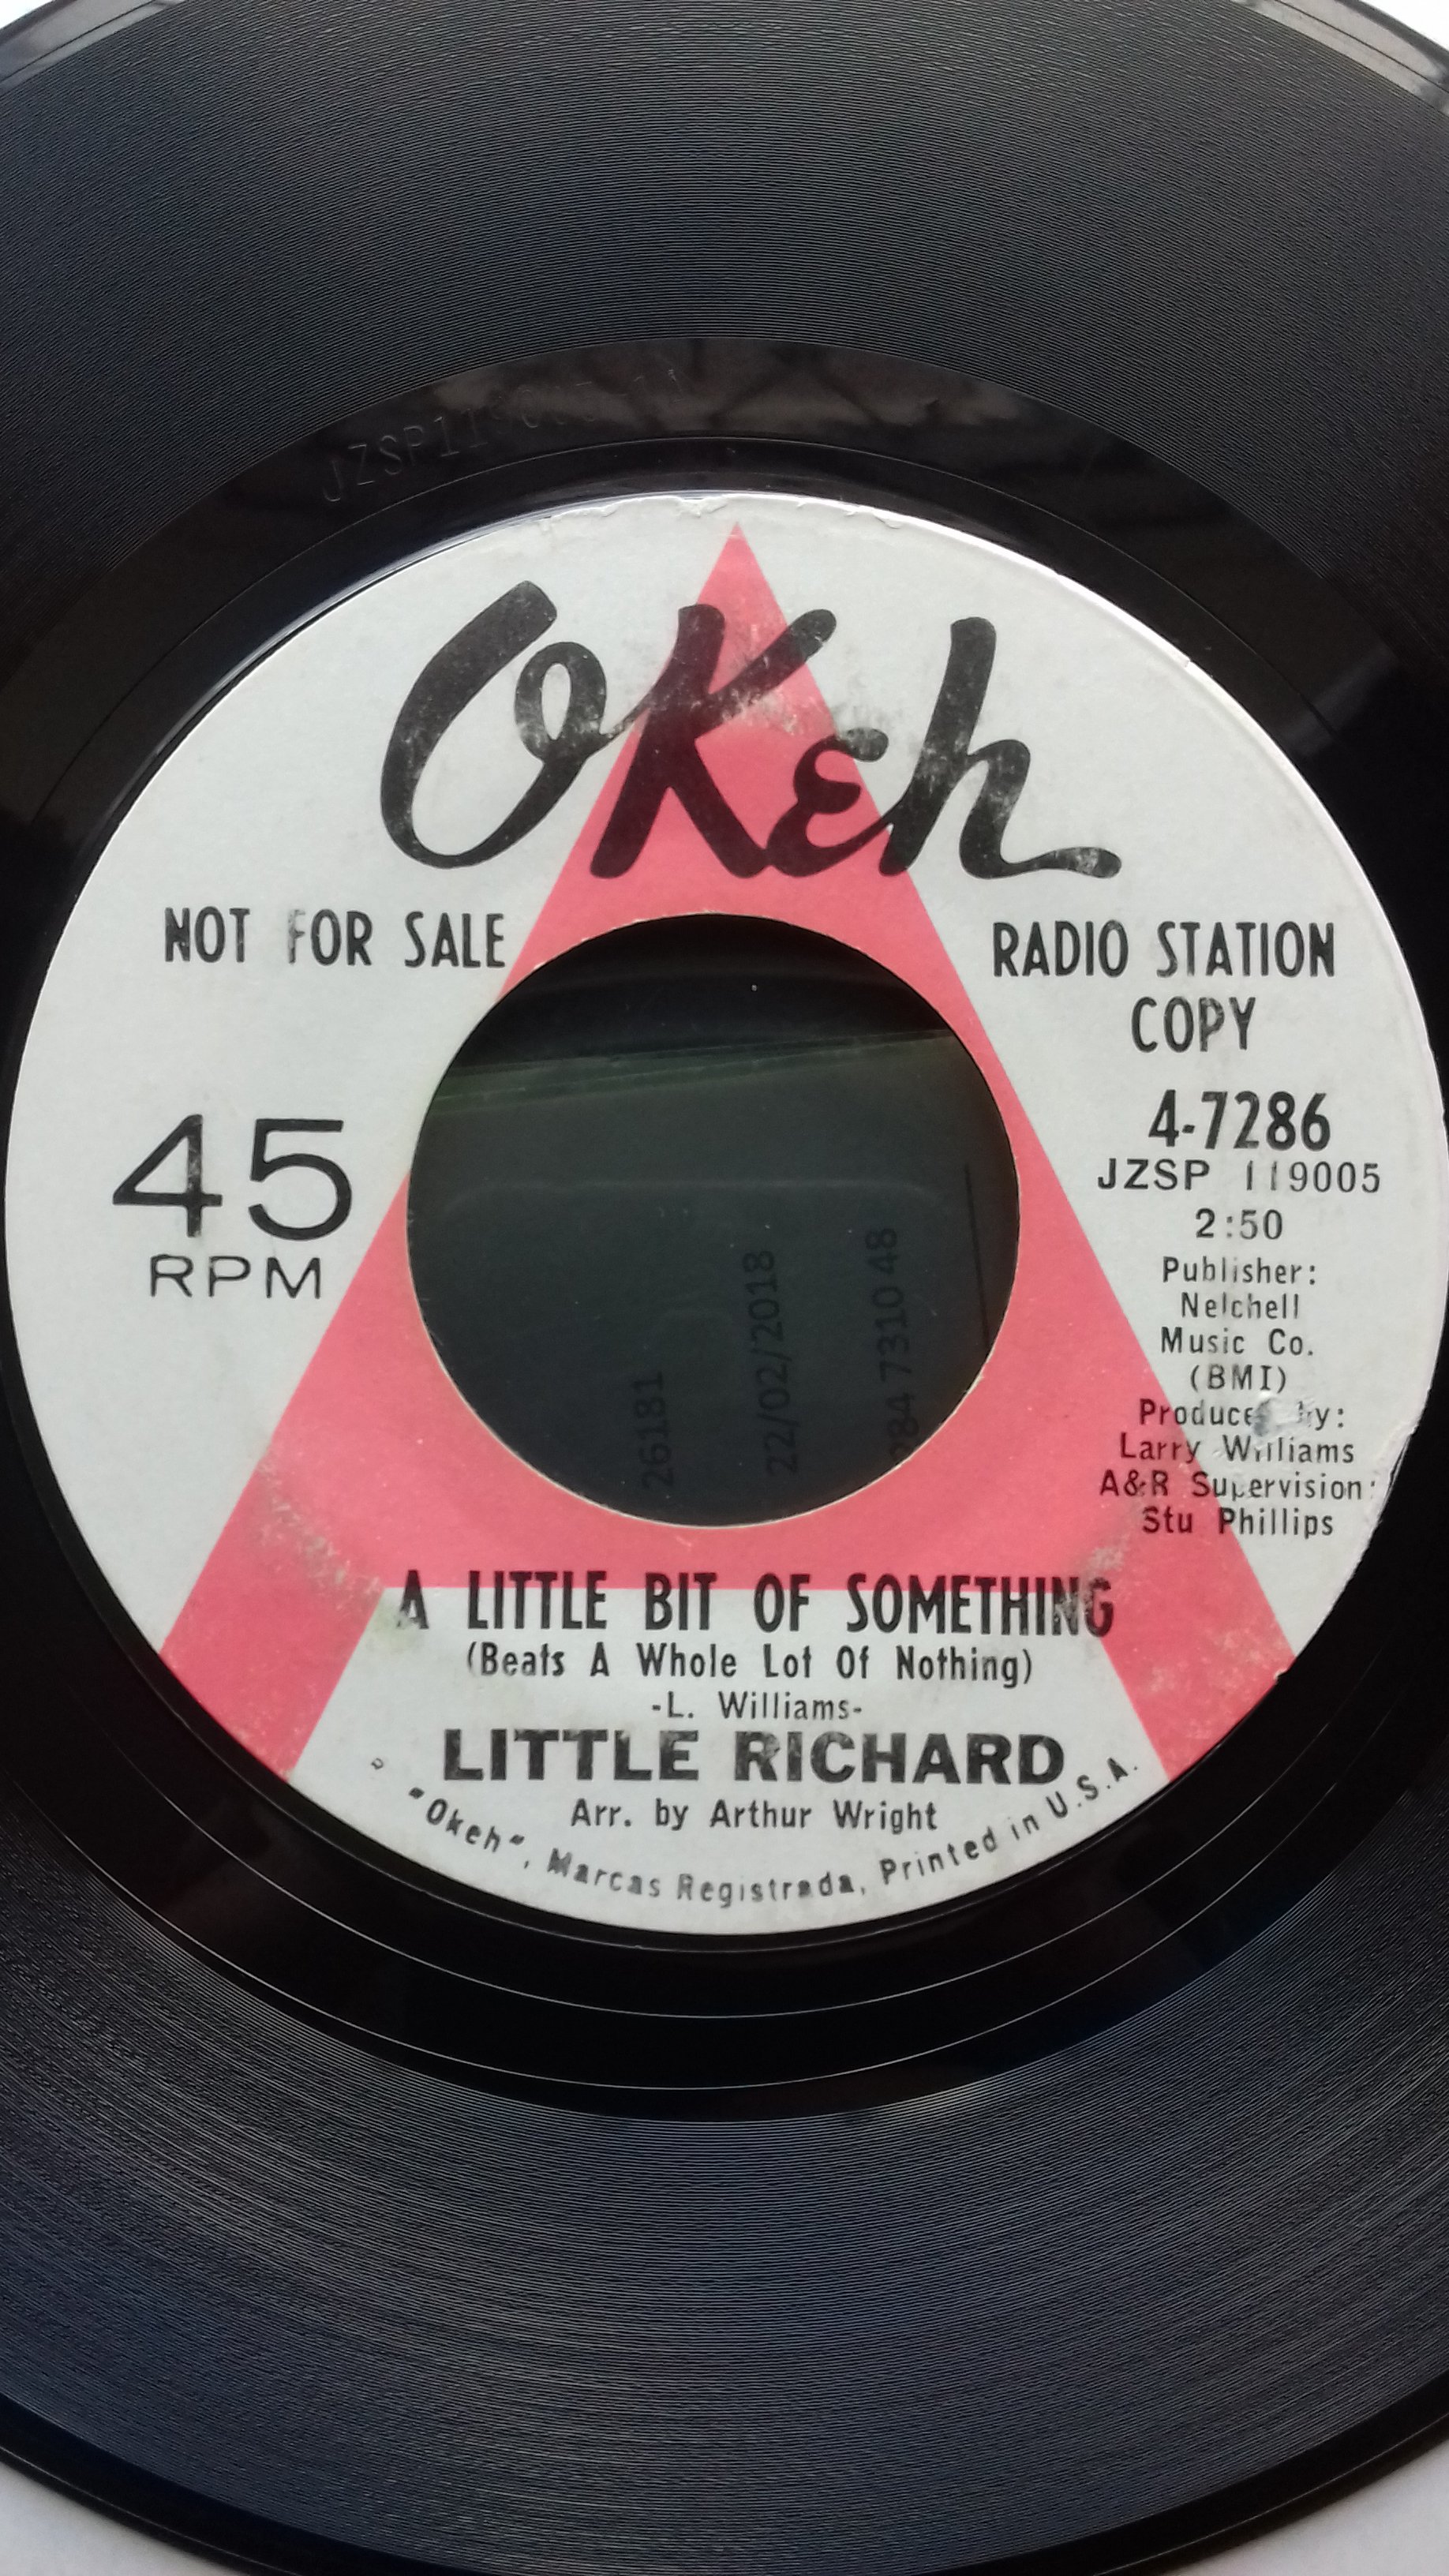 JZSP119005
OKeh
NOT FOR SALE
RADIO STATION
COPY
45
RPM
4-7286
JZSP 119005
2:50
Publisher:
Nelchell
Music Co.
(BMI)
Produced by:
Larry Williams
A&R Supervision:
Stu Phillips
26181
22/02/2018
284 7310 48
A LITTLE BIT OF SOMETHING
(Beats A Whole Lot Of Nothing)
-L. Williams-
LITTLE RICHARD
Arr. by Arthur Wright
"Okeh", Marcas Registrada, Printed in U.S.A.